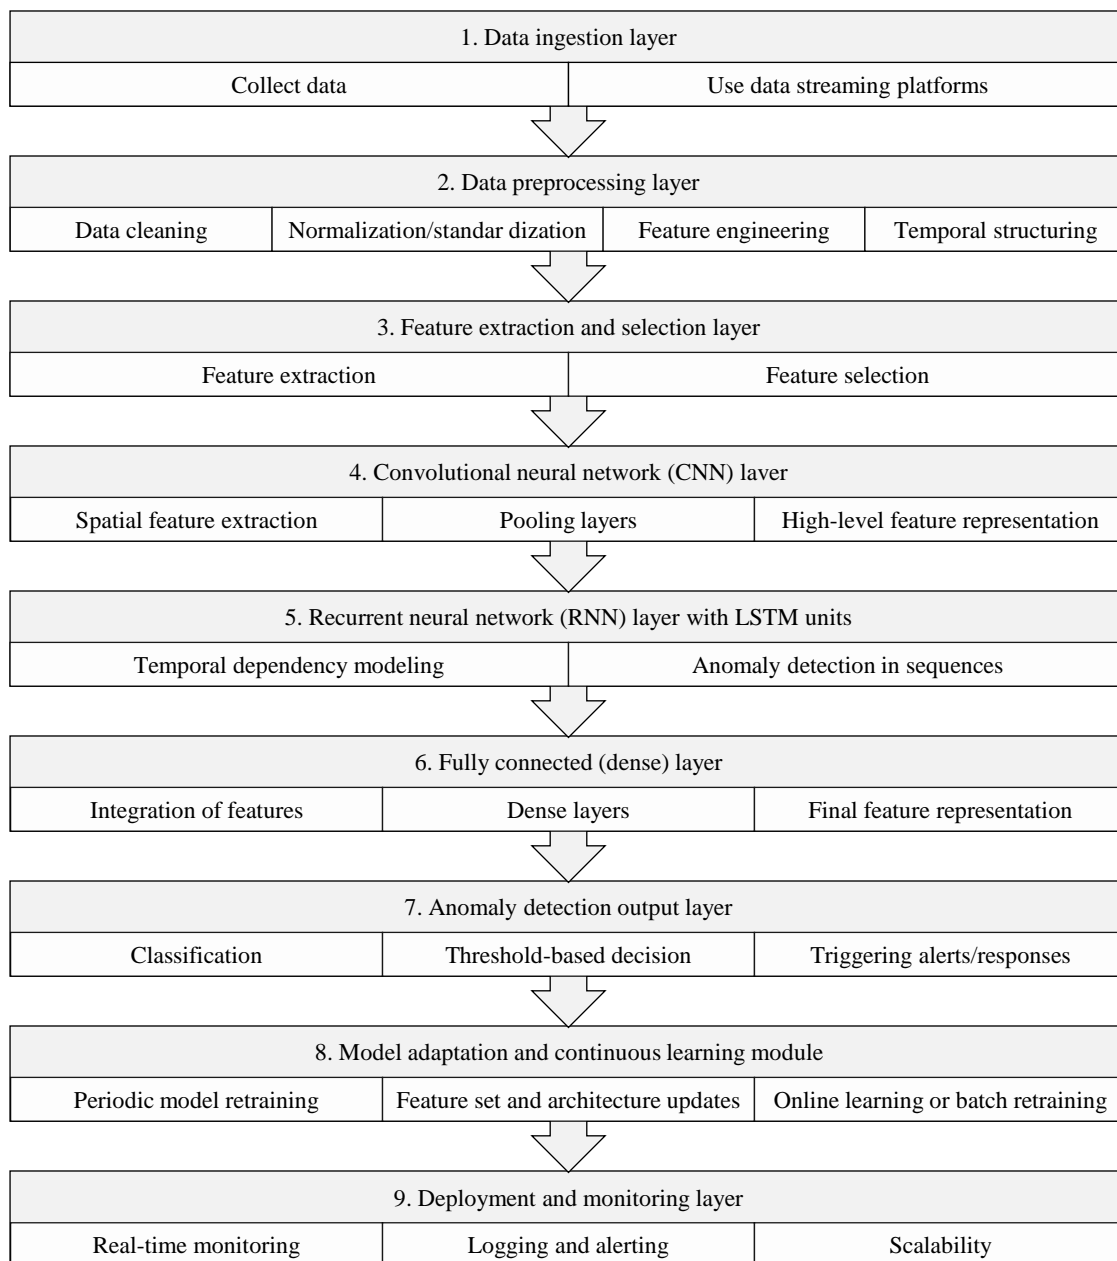 1. Data ingestion layer
Collect data
Use data streaming platforms
2. Data preprocessing layer
Data cleaning
Normalization/standar dization
Feature engineering
Temporal structuring
3. Feature extraction and selection layer
Feature extraction
Feature selection
4. Convolutional neural network (CNN) laver
Spatial feature extraction
Pooling layers
High-level feature representation
5. Recurrent neural network (RNN) layer with LSTM units
Temporal dependency modeling
Anomaly detection in sequences
6. Fully connected (dense) layer
Integration of features
Dense layers
Final feature representation
7. Anomaly detection output layer
Classification
Threshold-based decision
Triggering alerts/responses
8. Model adaptation and continuous learning module
Periodic model retraining
Feature set and architecture updates
Online learning or batch retraining
9. Deployment and monitoring layer
Real-time monitoring
Logging and alerting
Scalability